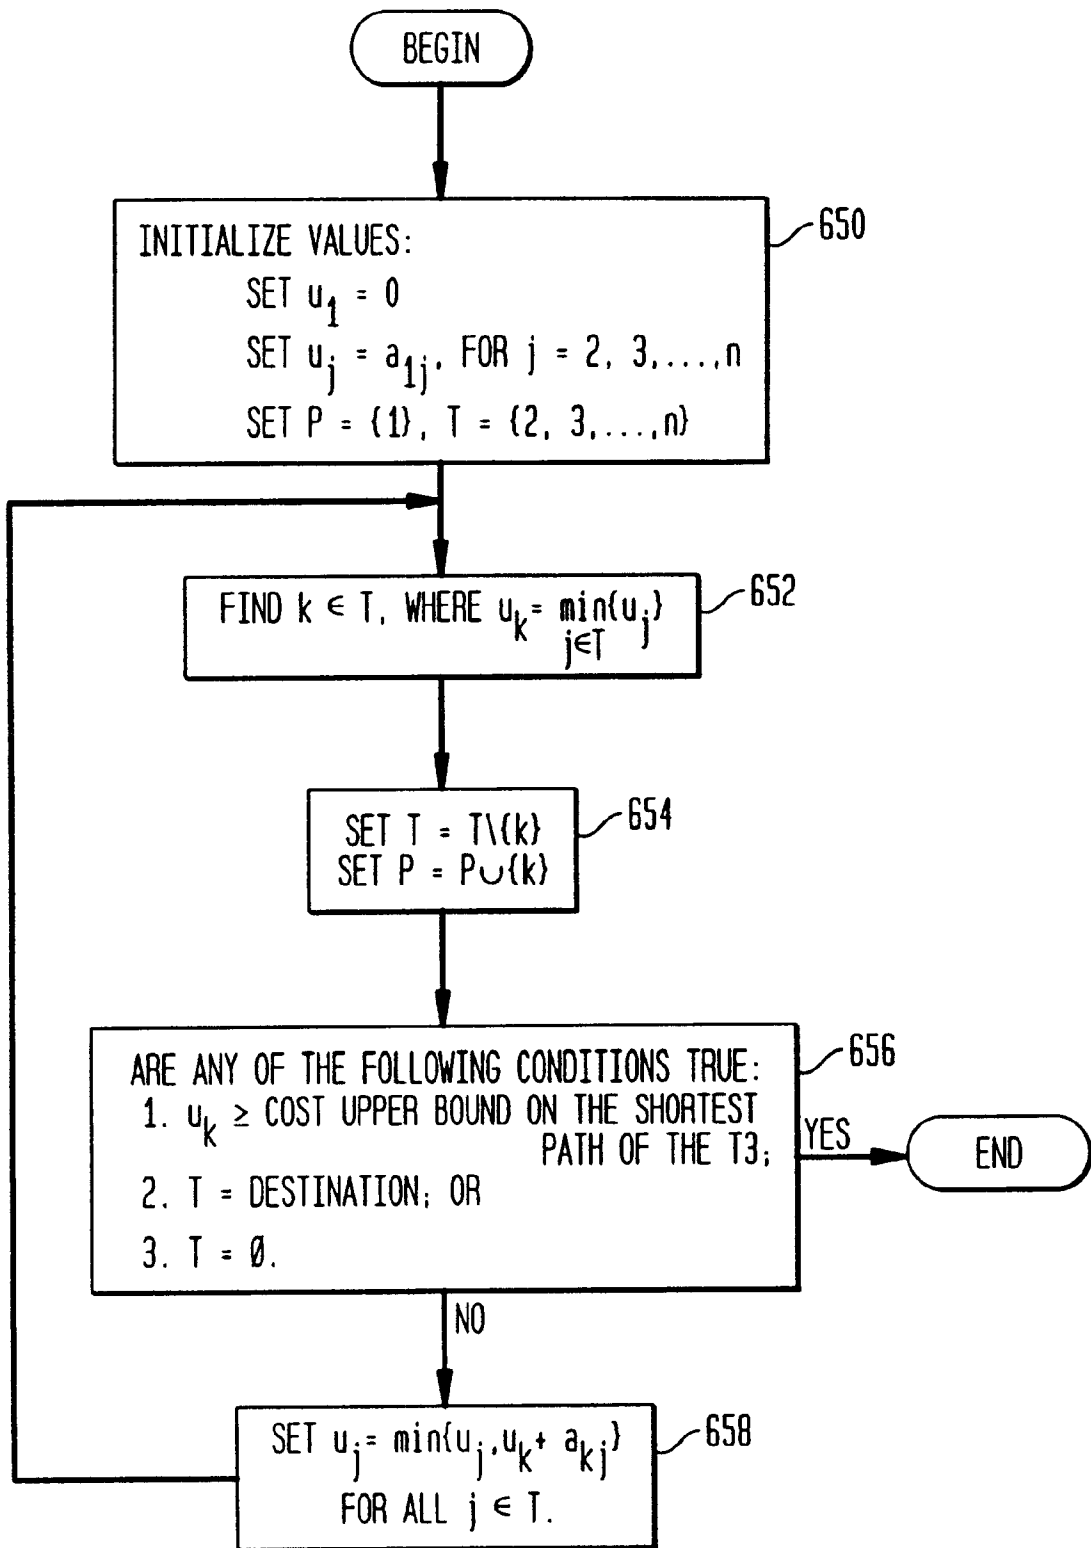 BEGIN
650
INITIALIZE VALUES:
SET u1 = 0
SET uj = a1j, FOR j = 2, 3,...,n
SET P = {1}, T = {2, 3,...,n}
652
FIND k ∈ T, WHERE uk = min{uj}
j∈T
654
SET T = T\{k}
SET P = P∪{k}
656
ARE ANY OF THE FOLLOWING CONDITIONS TRUE:
1. uk ≥ COST UPPER BOUND ON THE SHORTEST
PATH OF THE T3;
2. T = DESTINATION; OR
3. T = Ø.
YES
END
NO
658
SET uj = min{uj,uk + akj}
FOR ALL j ∈ T.